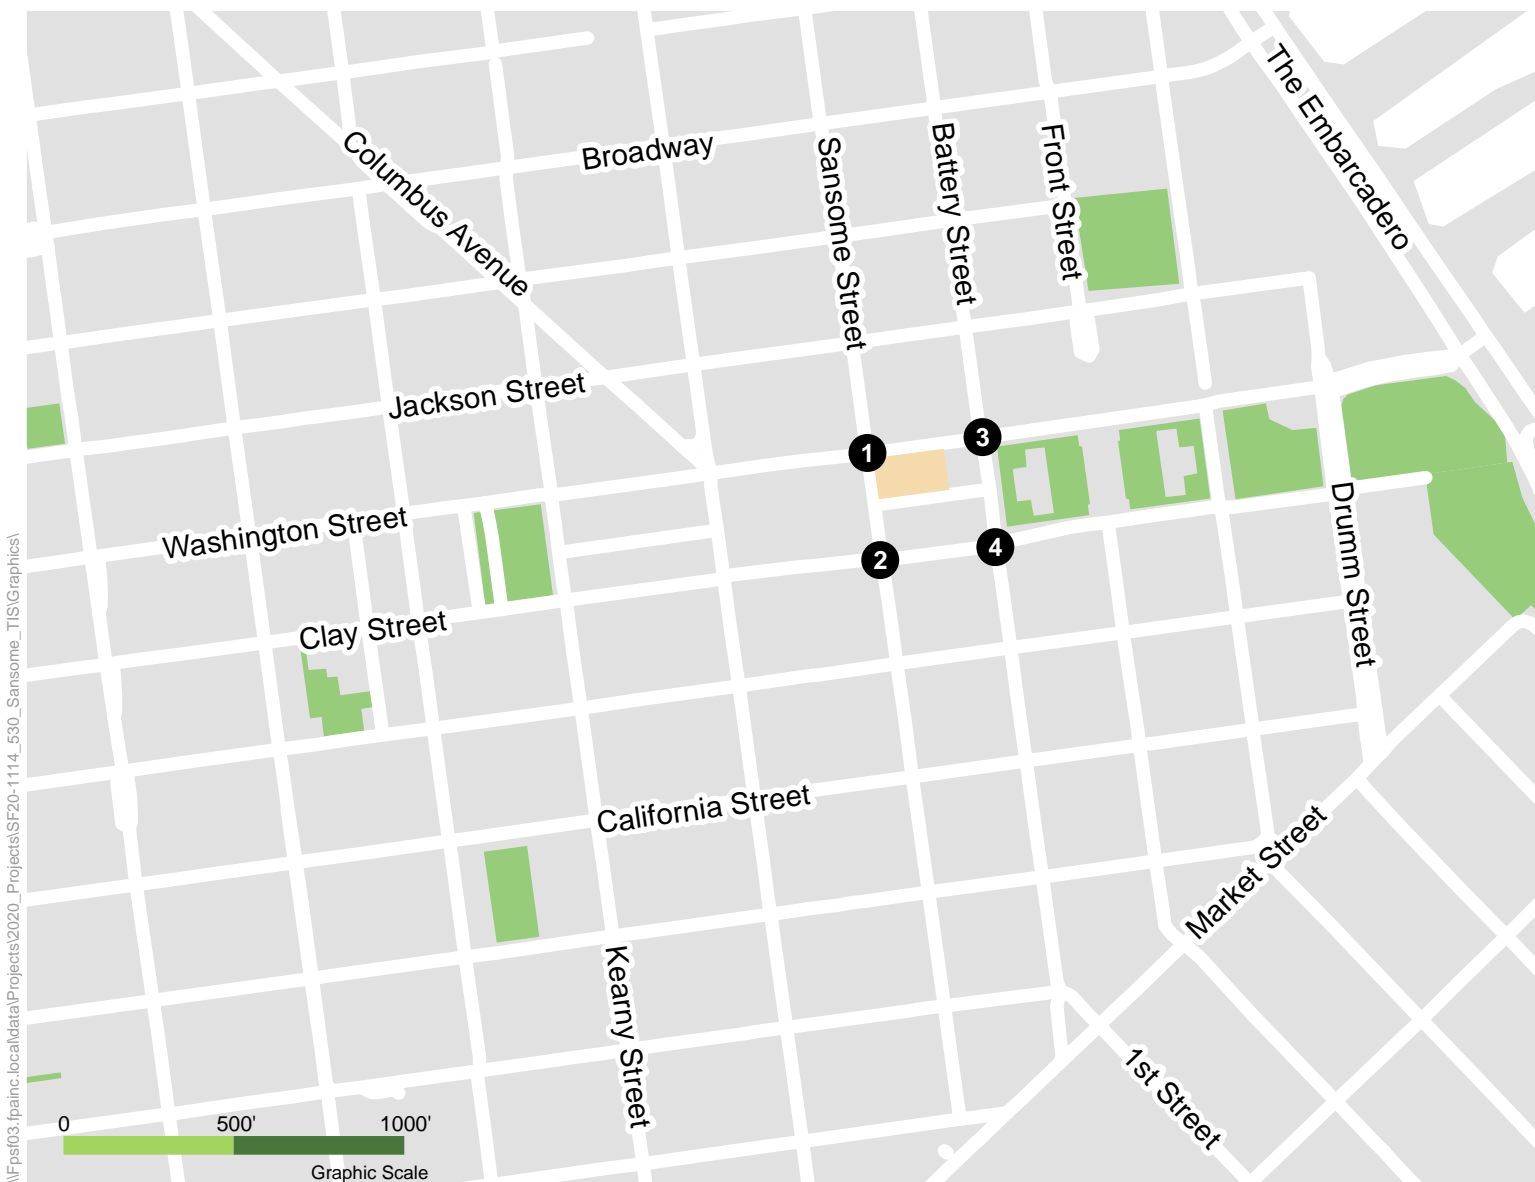 The Embarcadero
Columbus Avenue
Broadway
Sansome Street
Battery Street
Front Street
Jackson Street
1
3
Washington Street
2
4
Drumm Street
Clay Street
California Street
Market Street
Kearny Street
1st Street
0 500' 1000'
Graphic Scale
\\Fpsf03.fpainc.local\data\Projects\2020_Projects\SF20-1114_530_Sansome_TIS\Graphics\